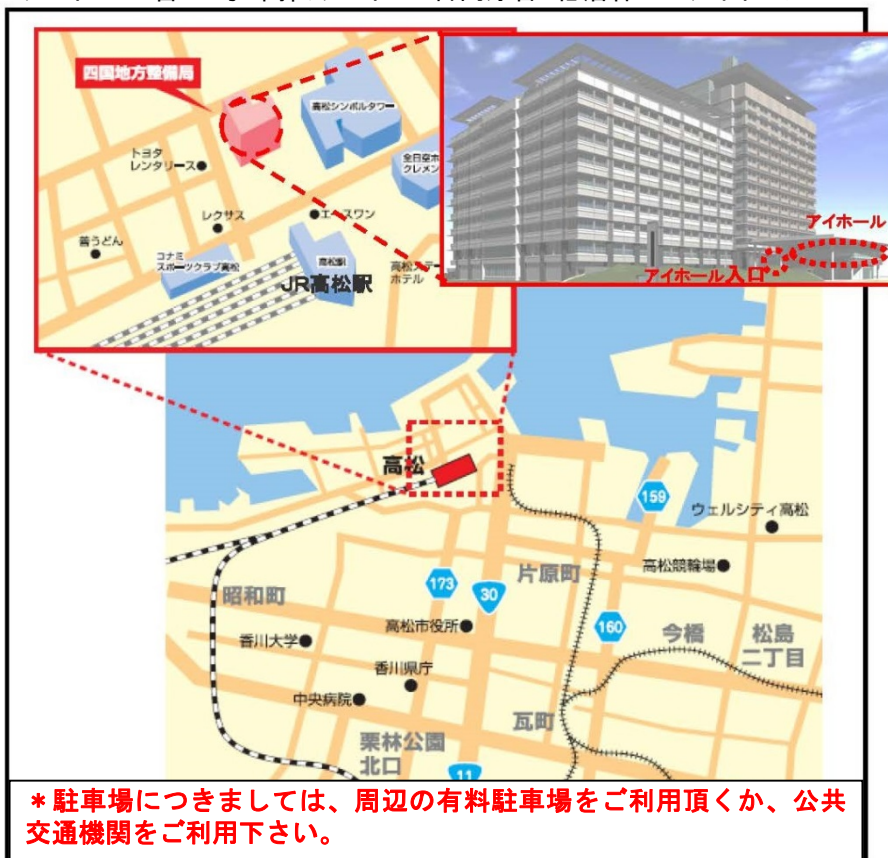 四国地方整備局
高松シンボルタワー
トヨタ
レンタリース
全日空ホ
クレメン
レクサス
エースワン
誉うどん
コナミ
スポーツクラブ高松
高松駅
JR高松駅
高松ステー
ホテル
アイホール
アイホール入口
高松
159
ウェルシティ高松
173
30
片原町
高松競輪場
昭和町
高松市役所
160
今橋
松島
二丁目
香川大学
香川県庁
中央病院
瓦町
栗林公園
北口
11
＊駐車場につきましては、周辺の有料駐車場をご利用頂くか、公共
交通機関をご利用下さい。